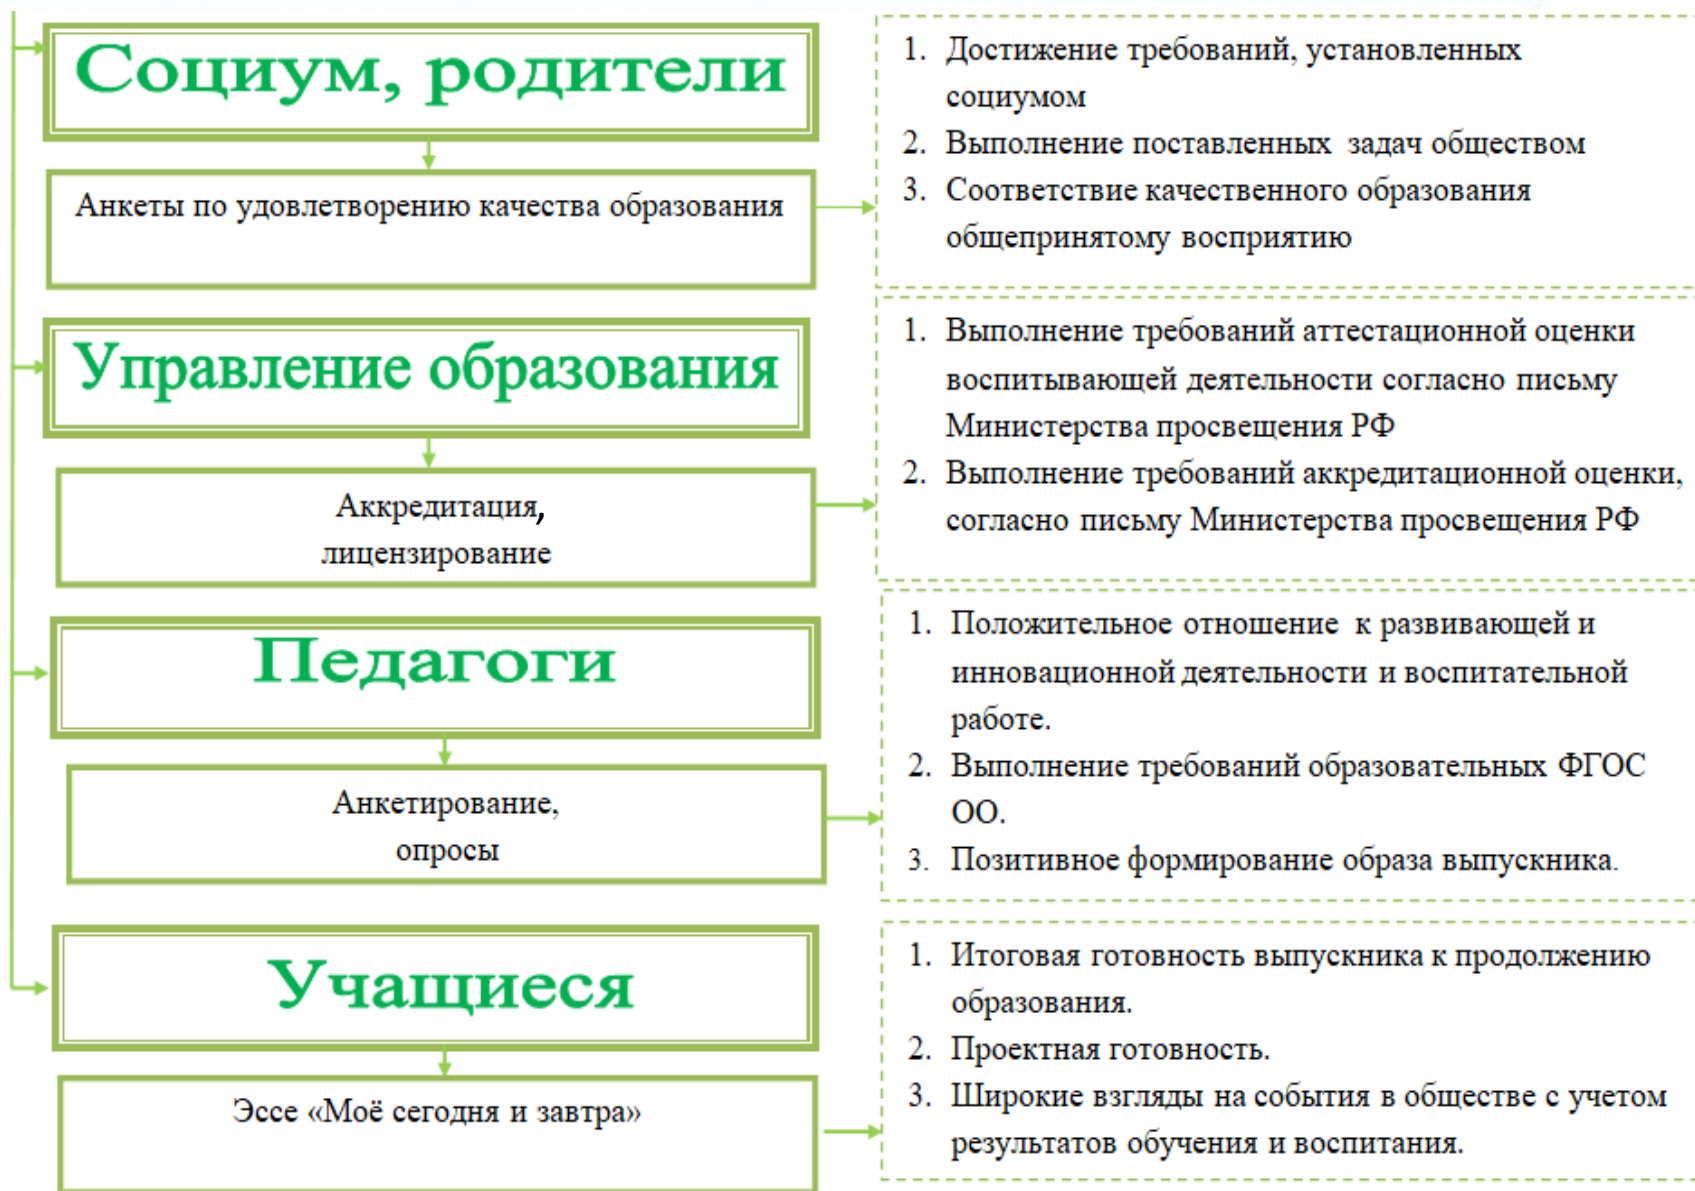 Социум, родители
Анкеты по удовлетворению качества образования
1. Достижение требований, установленных
социумом
2. Выполнение поставленных задач обществом
3. Соответствие качественного образования
общепринятому восприятию
Управление образования
Аккредитация,
лицензирование
1. Выполнение требований аттестационной оценки
воспитывающей деятельности согласно письму
Министерства просвещения РФ
2. Выполнение требований аккредитационной оценки,
согласно письму Министерства просвещения РФ
Педагоги
Анкетирование,
опросы
1. Положительное отношение к развивающей и
инновационной деятельности и воспитательной
работе.
2. Выполнение требований образовательных ФГОС
ОО.
3. Позитивное формирование образа выпускника.
Учащиеся
Эссе «Моё сегодня и завтра»
1. Итоговая готовность выпускника к продолжению
образования.
2. Проектная готовность.
3. Широкие взгляды на события в обществе с учетом
результатов обучения и воспитания.